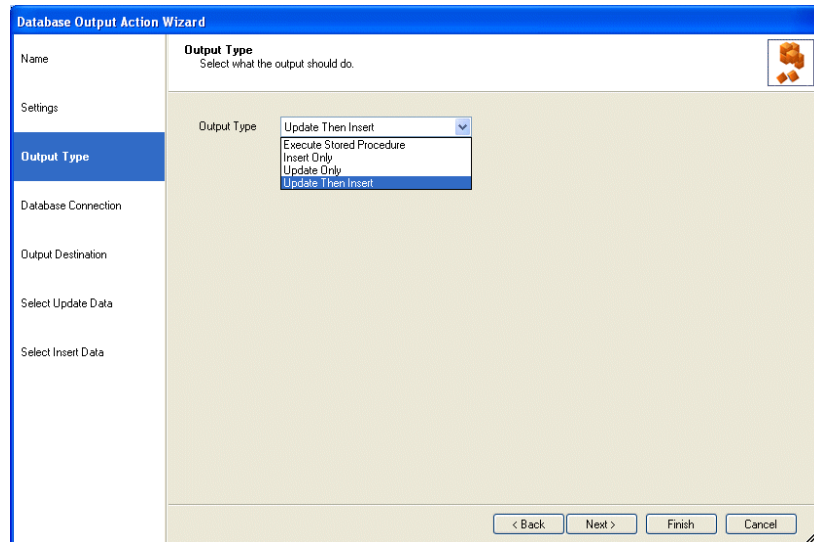 Database Output Action Wizard
Name
Settings
Output Type
Database Connection
Output Destination
Select Update Data
Select Insert Data
Output Type
Select what the output should do.
Output Type
Update Then Insert
Execute Stored Procedure
Insert Only
Update Only
Update Then Insert
< Back
Next >
Finish
Cancel